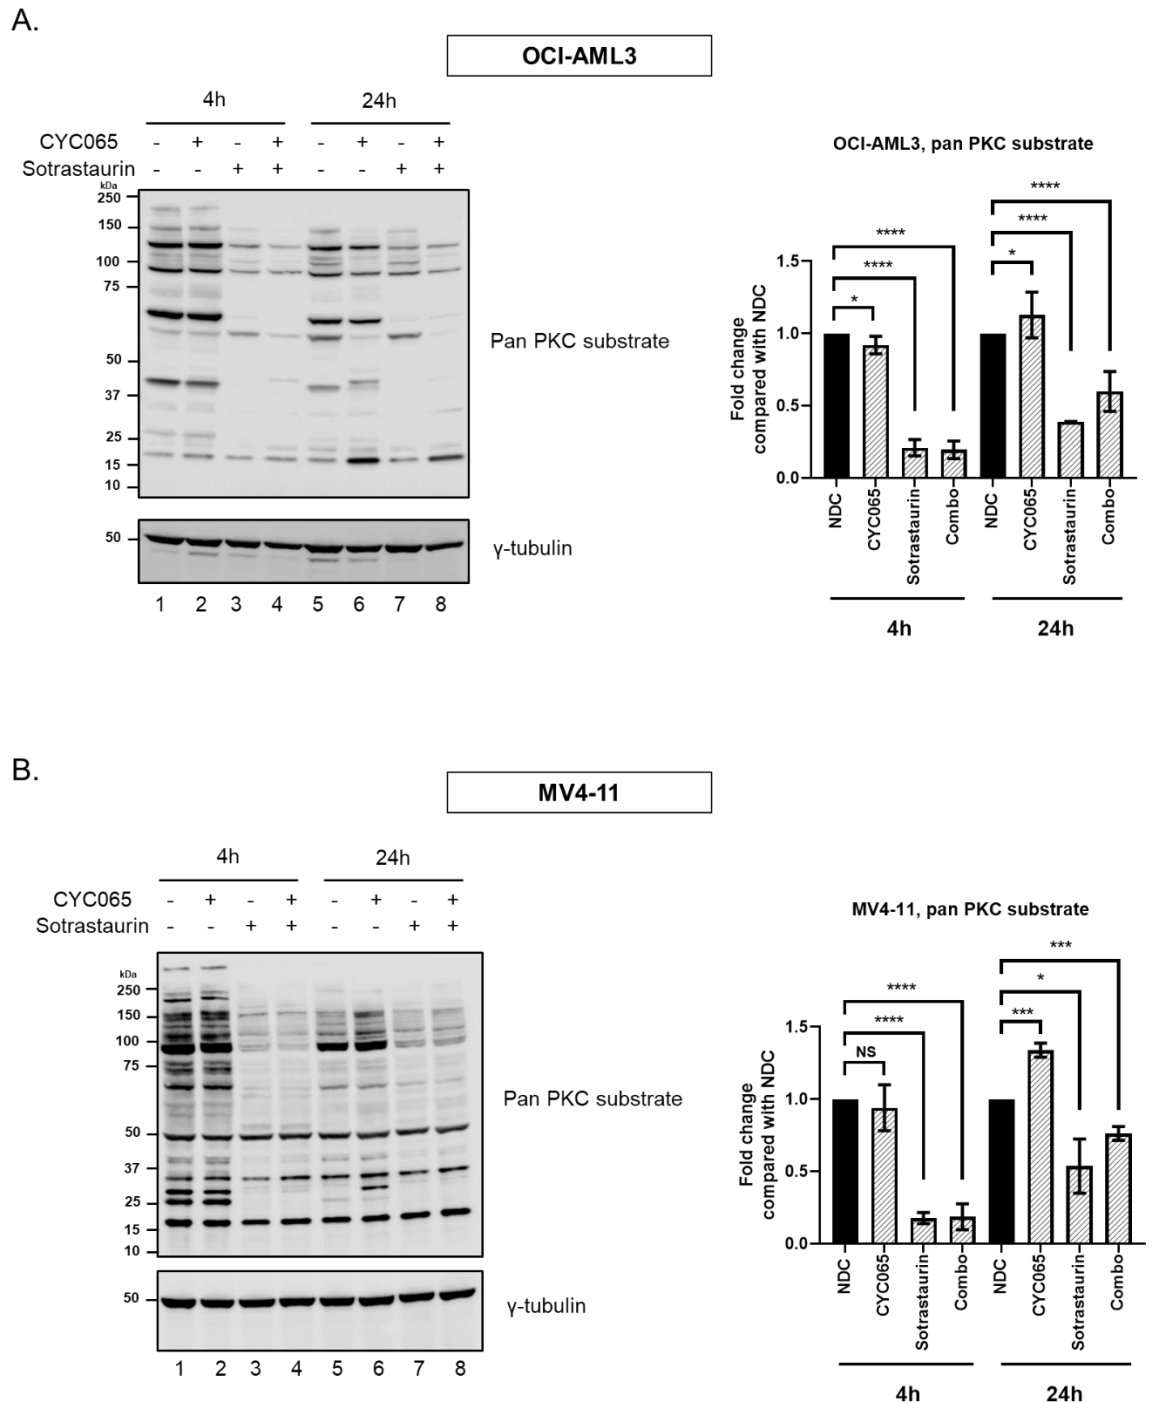 A.
OCI-AML3
4h 24h
CYC065 - + - + - + - +
Sotrastaurin - - + + - - + +
kDa
250
150
100
75
50
37
25
15
10
Pan PKC substrate
50
γ-tubulin
1 2 3 4 5 6 7 8
OCI-AML3, pan PKC substrate
****
****
****
****
*
*
Fold change
compared with NDC
1.5
1.0
0.5
0.0
NDC
CYC065
Sotrastaurin
Combo
NDC
CYC065
Sotrastaurin
Combo
4h 24h
B.
MV4-11
4h 24h
CYC065 - + - + - + - +
Sotrastaurin - - + + - - + +
kDa
250
150
100
75
50
37
25
15
10
Pan PKC substrate
50
γ-tubulin
1 2 3 4 5 6 7 8
MV4-11, pan PKC substrate
***
*
****
***
****
NS
Fold change
compared with NDC
1.5
1.0
0.5
0.0
NDC
CYC065
Sotrastaurin
Combo
NDC
CYC065
Sotrastaurin
Combo
4h 24h